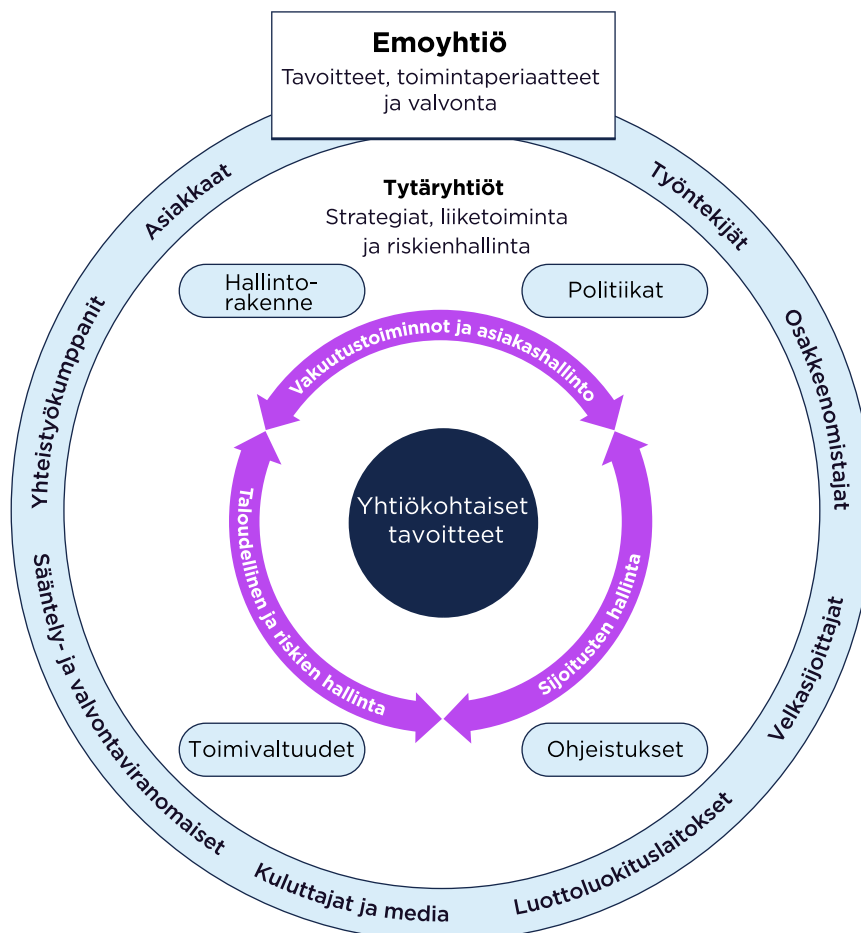 Emoyhtiö
Tavoitteet, toimintaperiaatteet
ja valvonta
Asiakkaat
Työntekijät
Tytäryhtiöt
Strategiat, liiketoiminta
ja riskienhallinta
Hallinto-
rakenne
Politiikat
Yhteistyökumppanit
Osakkeenomistajat
Vakuutustoiminnot ja asiakashallinto
Yhtiökohtaiset
tavoitteet
Taloudellinen ja riskien hallinta
Sijoitusten hallinta
Sääntely- ja valvontaviranomaiset
Velkasijoittajat
Toimivaltuudet
Ohjeistukset
Kuluttajat ja media
Luottoluokituslaitokset